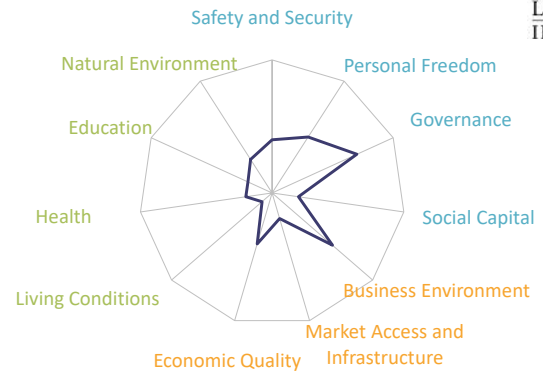 Safety and Security
Natural Environment
Personal Freedom
Education
Governance
Health
Social Capital
Living Conditions
Business Environment
Market Access and
Infrastructure
Economic Quality